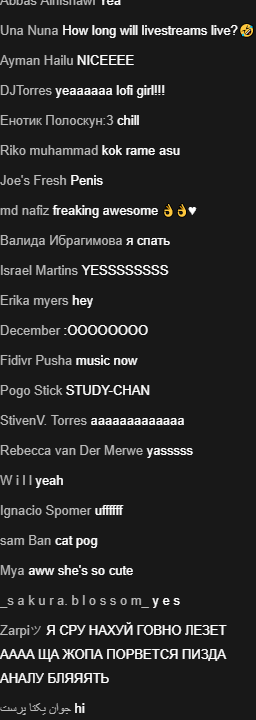 Abbas Alhishawi Yea
Una Nuna How long will livestreams live?🤣
Ayman Hailu NICEEEE
DJTorres yeaaaaaa lofi girl!!!
Енотик Полоскун:3 chill
Riko muhammad kok rame asu
Joe's Fresh Penis
md nafiz freaking awesome 👌👌♥
Валида Ибрагимова я спать
Israel Martins YESSSSSSSS
Erika myers hey
December :OOOOOOOO
Fidivr Pusha music now
Pogo Stick STUDY-CHAN
StivenV. Torres aaaaaaaaaaaaa
Rebecca van Der Merwe yasssss
W i l l yeah
Ignacio Spomer uffffff
sam Ban cat pog
Mya aww she's so cute
_s a k u r a. b l o s s o m_ y e s
Zarpiツ Я СРУ НАХУЙ ГОВНО ЛЕЗЕТ
АААА ЩА ЖОПА ПОРВЕТСЯ ПИЗДА
АНАЛУ БЛЯЯЯТЬ
جوان یکتا پرست hi